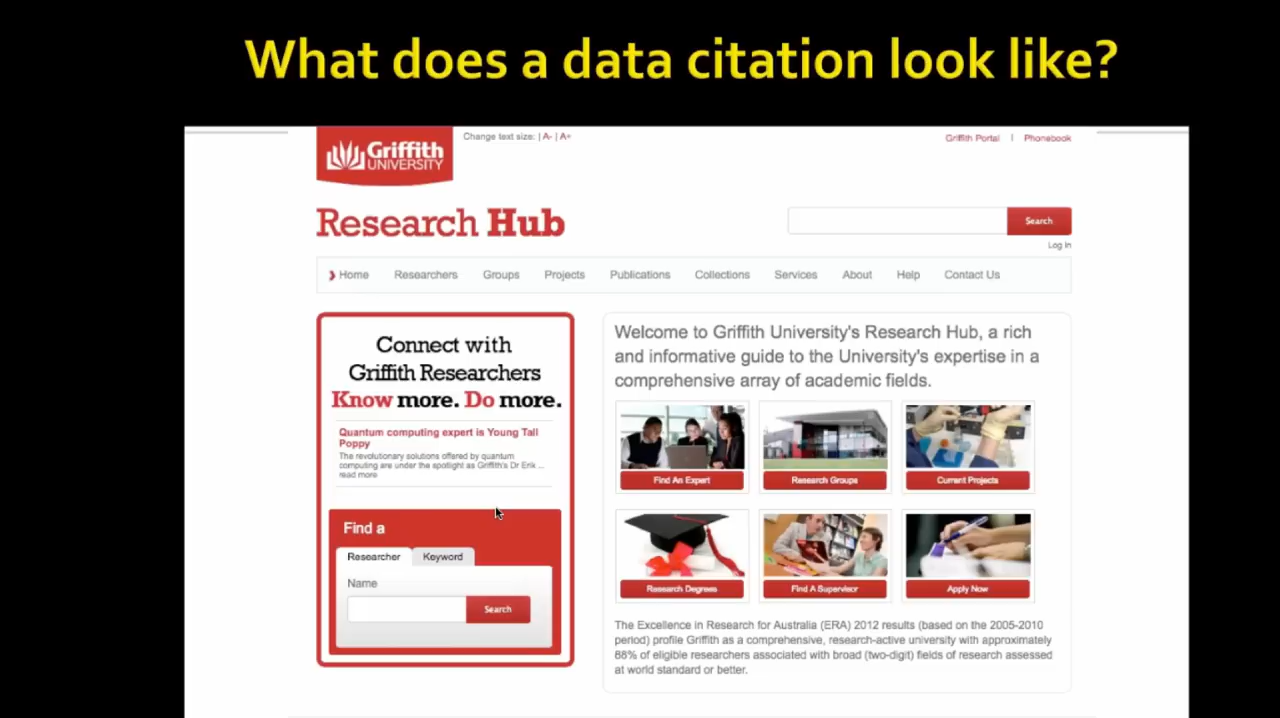 What does a data citation look like?
Griffith
UNIVERSITY
Change text size: | A- | A+
Griffith Portal | Phonebook
Research Hub
Search
Log In
Home Researchers Groups Projects Publications Collections Services About Help Contact Us
Connect with
Griffith Researchers
Know more. Do more.
Quantum computing expert is Young Tall
Poppy
The revolutionary solutions offered by quantum
computing are under the spotlight as Griffith's Dr Erik ...
read more
Find a
Researcher Keyword
Name
Search
Welcome to Griffith University's Research Hub, a rich
and informative guide to the University's expertise in a
comprehensive array of academic fields.
Find An Expert Research Groups Current Projects
Research Degrees Find A Supervisor Apply Now
The Excellence in Research for Australia (ERA) 2012 results (based on the 2005-2010
period) profile Griffith as a comprehensive, research-active university with approximately
88% of eligible researchers associated with broad (two-digit) fields of research assessed
at world standard or better.